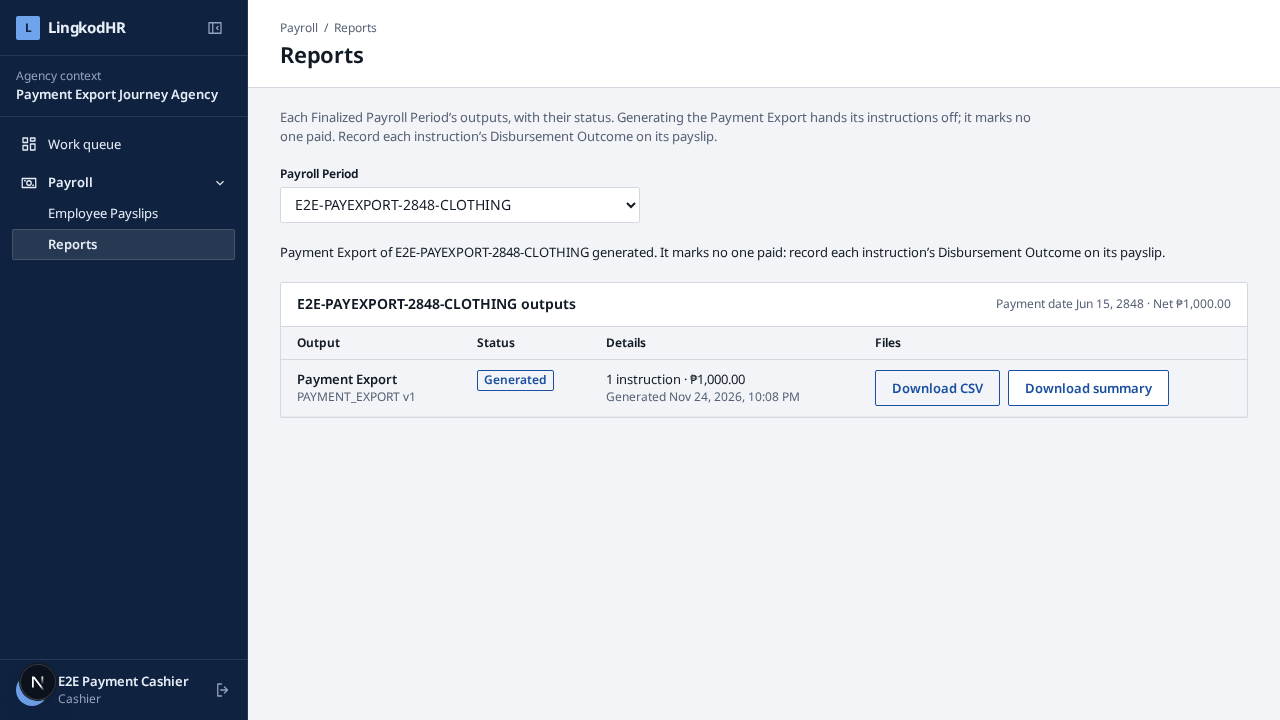 L LingkodHR
Agency context
Payment Export Journey Agency
Work queue
Payroll
Employee Payslips
Reports
N E2E Payment Cashier
Cashier
Payroll / Reports
Reports
Each Finalized Payroll Period’s outputs, with their status. Generating the Payment Export hands its instructions off; it marks no
one paid. Record each instruction’s Disbursement Outcome on its payslip.
Payroll Period
E2E-PAYEXPORT-2848-CLOTHING
Payment Export of E2E-PAYEXPORT-2848-CLOTHING generated. It marks no one paid: record each instruction’s Disbursement Outcome on its payslip.
E2E-PAYEXPORT-2848-CLOTHING outputs Payment date Jun 15, 2848 · Net ₱1,000.00
Output Status Details Files
Payment Export Generated 1 instruction · ₱1,000.00 Download CSV Download summary
PAYMENT_EXPORT v1 Generated Nov 24, 2026, 10:08 PM